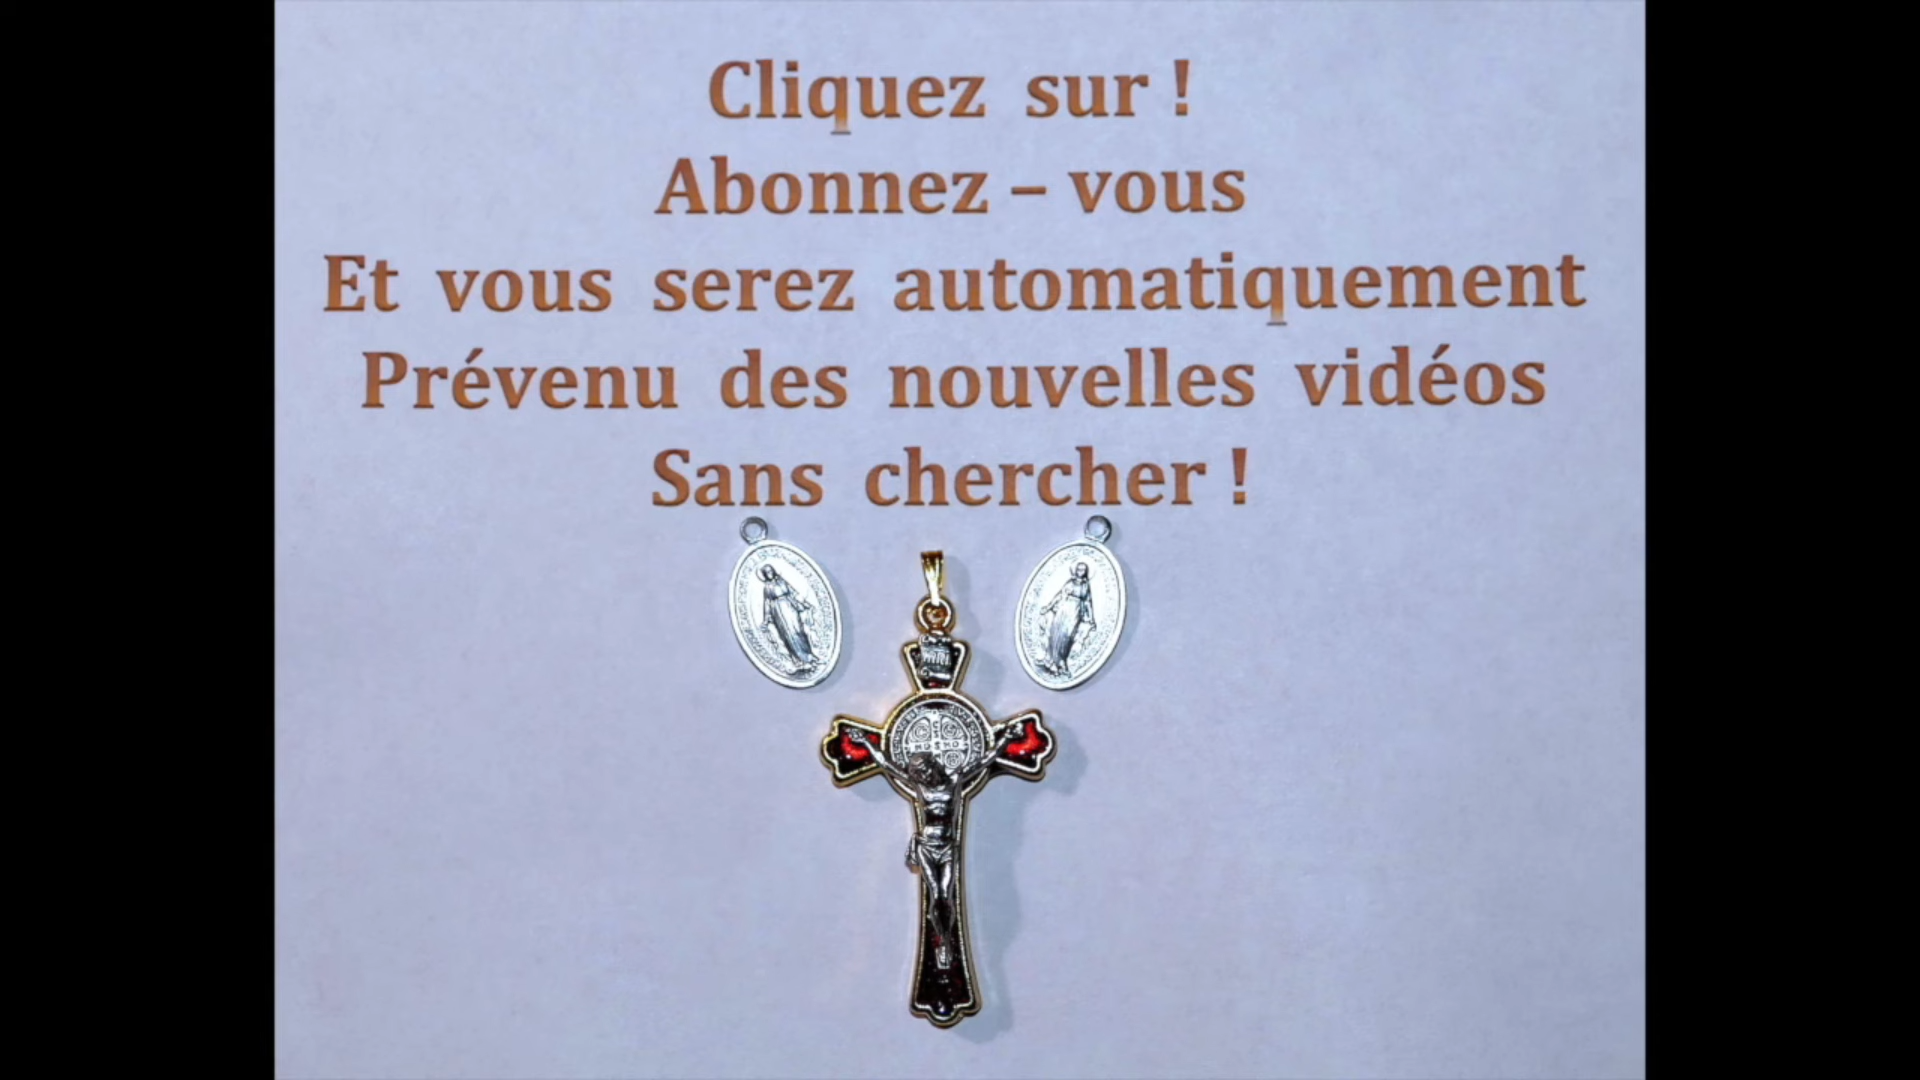 Cliquez sur !
Abonnez – vous
Et vous serez automatiquement
Prévenu des nouvelles vidéos
Sans chercher !